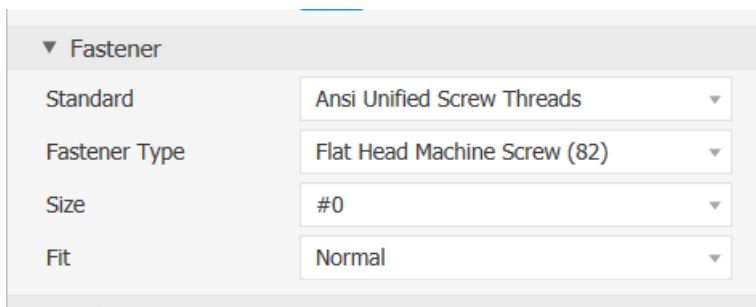 Fastener
Standard Ansi Unified Screw Threads
Fastener Type Flat Head Machine Screw (82)
Size #0
Fit Normal